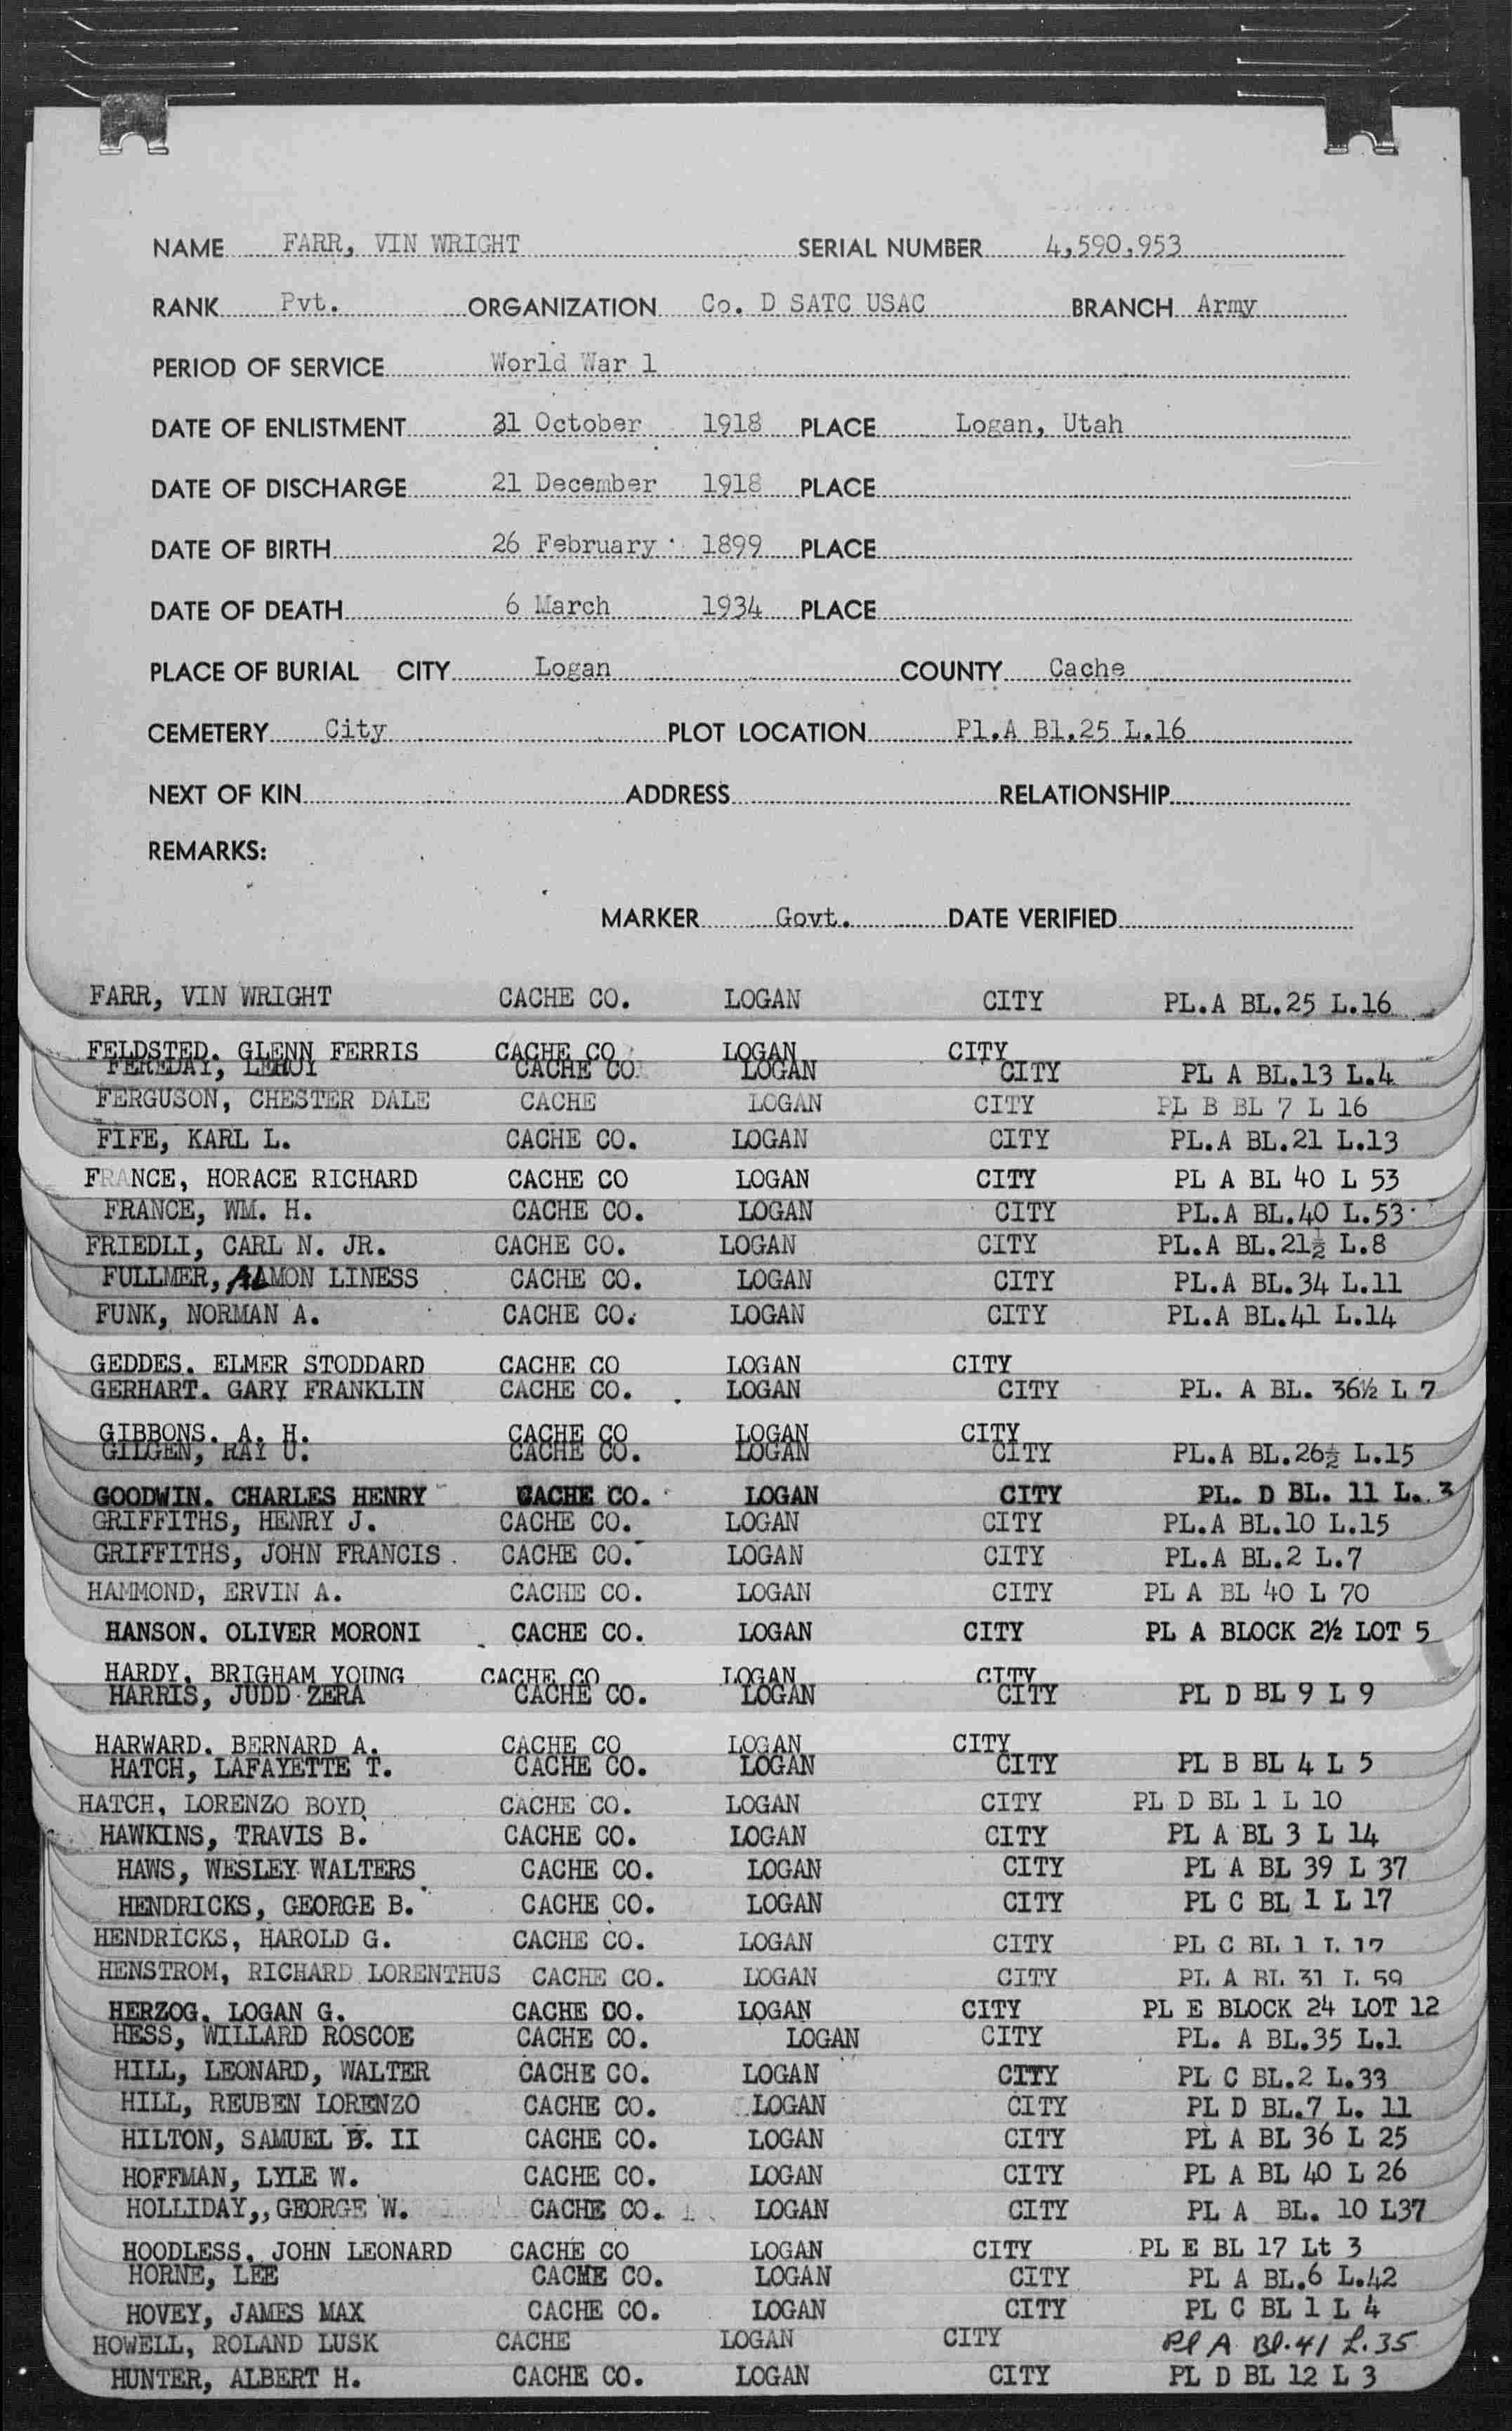 NAME FARR, VIN WRIGHT SERIAL NUMBER 4,590,953
RANK Pvt. ORGANIZATION Co. D SATC USAC BRANCH Army
PERIOD OF SERVICE World War 1
DATE OF ENLISTMENT 31 October 1918 PLACE Logan, Utah
DATE OF DISCHARGE 21 December 1918 PLACE
DATE OF BIRTH 26 February 1899 PLACE
DATE OF DEATH 6 March 1934 PLACE
PLACE OF BURIAL CITY Logan COUNTY Cache
CEMETERY City PLOT LOCATION Pl.A Bl.25 L.16
NEXT OF KIN ADDRESS RELATIONSHIP
REMARKS:
MARKER Govt. DATE VERIFIED
FARR, VIN WRIGHT CACHE CO. LOGAN CITY PL.A BL.25 L.16
FELDSTED, GLENN FERRIS CACHE CO LOGAN CITY
FEREDAY, LEROY CACHE CO. LOGAN CITY PL A BL.13 L.4
FERGUSON, CHESTER DALE CACHE LOGAN CITY PL B BL 7 L 16
FIFE, KARL L. CACHE CO. LOGAN CITY PL.A BL.21 L.13
FRANCE, HORACE RICHARD CACHE CO LOGAN CITY PL A BL 40 L 53
FRANCE, WM. H. CACHE CO. LOGAN CITY PL.A BL.40 L.53
FRIEDLI, CARL N. JR. CACHE CO. LOGAN CITY PL.A BL.21½ L.8
FULLMER, ALMON LINESS CACHE CO. LOGAN CITY PL.A BL.34 L.11
FUNK, NORMAN A. CACHE CO. LOGAN CITY PL.A BL.41 L.14
GEDDES, ELMER STODDARD CACHE CO LOGAN CITY
GERHART, GARY FRANKLIN CACHE CO. LOGAN CITY PL. A BL. 36½ L 7
GIBBONS, A. H. CACHE CO LOGAN CITY
GILGEN, RAY U. CACHE CO. LOGAN CITY PL.A BL.26½ L.15
GOODWIN, CHARLES HENRY CACHE CO. LOGAN CITY PL. D BL. 11 L. 3
GRIFFITHS, HENRY J. CACHE CO. LOGAN CITY PL.A BL.10 L.15
GRIFFITHS, JOHN FRANCIS CACHE CO. LOGAN CITY PL.A BL.2 L.7
HAMMOND, ERVIN A. CACHE CO. LOGAN CITY PL A BL 40 L 70
HANSON, OLIVER MORONI CACHE CO. LOGAN CITY PL A BLOCK 2½ LOT 5
HARDY, BRIGHAM YOUNG CACHE CO LOGAN CITY
HARRIS, JUDD ZERA CACHE CO. LOGAN CITY PL D BL 9 L 9
HARWARD, BERNARD A. CACHE CO LOGAN CITY
HATCH, LAFAYETTE T. CACHE CO. LOGAN CITY PL B BL 4 L 5
HATCH, LORENZO BOYD CACHE CO. LOGAN CITY PL D BL 1 L 10
HAWKINS, TRAVIS B. CACHE CO. LOGAN CITY PL A BL 3 L 14
HAWS, WESLEY WALTERS CACHE CO. LOGAN CITY PL A BL 39 L 37
HENDRICKS, GEORGE B. CACHE CO. LOGAN CITY PL C BL 1 L 17
HENDRICKS, HAROLD G. CACHE CO. LOGAN CITY PL C BL 1 L 17
HENSTROM, RICHARD LORENTHUS CACHE CO. LOGAN CITY PL A BL 31 L 59
HERZOG, LOGAN G. CACHE CO. LOGAN CITY PL E BLOCK 24 LOT 12
HESS, WILLARD ROSCOE CACHE CO. LOGAN CITY PL. A BL.35 L.1
HILL, LEONARD, WALTER CACHE CO. LOGAN CITY PL C BL.2 L.33
HILL, REUBEN LORENZO CACHE CO. LOGAN CITY PL D BL.7 L. 11
HILTON, SAMUEL B. II CACHE CO. LOGAN CITY PL A BL 36 L 25
HOFFMAN, LYLE W. CACHE CO. LOGAN CITY PL A BL 40 L 26
HOLLIDAY,, GEORGE W. CACHE CO. LOGAN CITY PL A BL. 10 L37
HOODLESS, JOHN LEONARD CACHE CO LOGAN CITY PL E BL 17 Lt 3
HORNE, LEE CACHE CO. LOGAN CITY PL A BL.6 L.42
HOVEY, JAMES MAX CACHE CO. LOGAN CITY PL C BL 1 L 4
HOWELL, ROLAND LUSK CACHE LOGAN CITY Pl A Bl.41 L.35
HUNTER, ALBERT H. CACHE CO. LOGAN CITY PL D BL 12 L 3